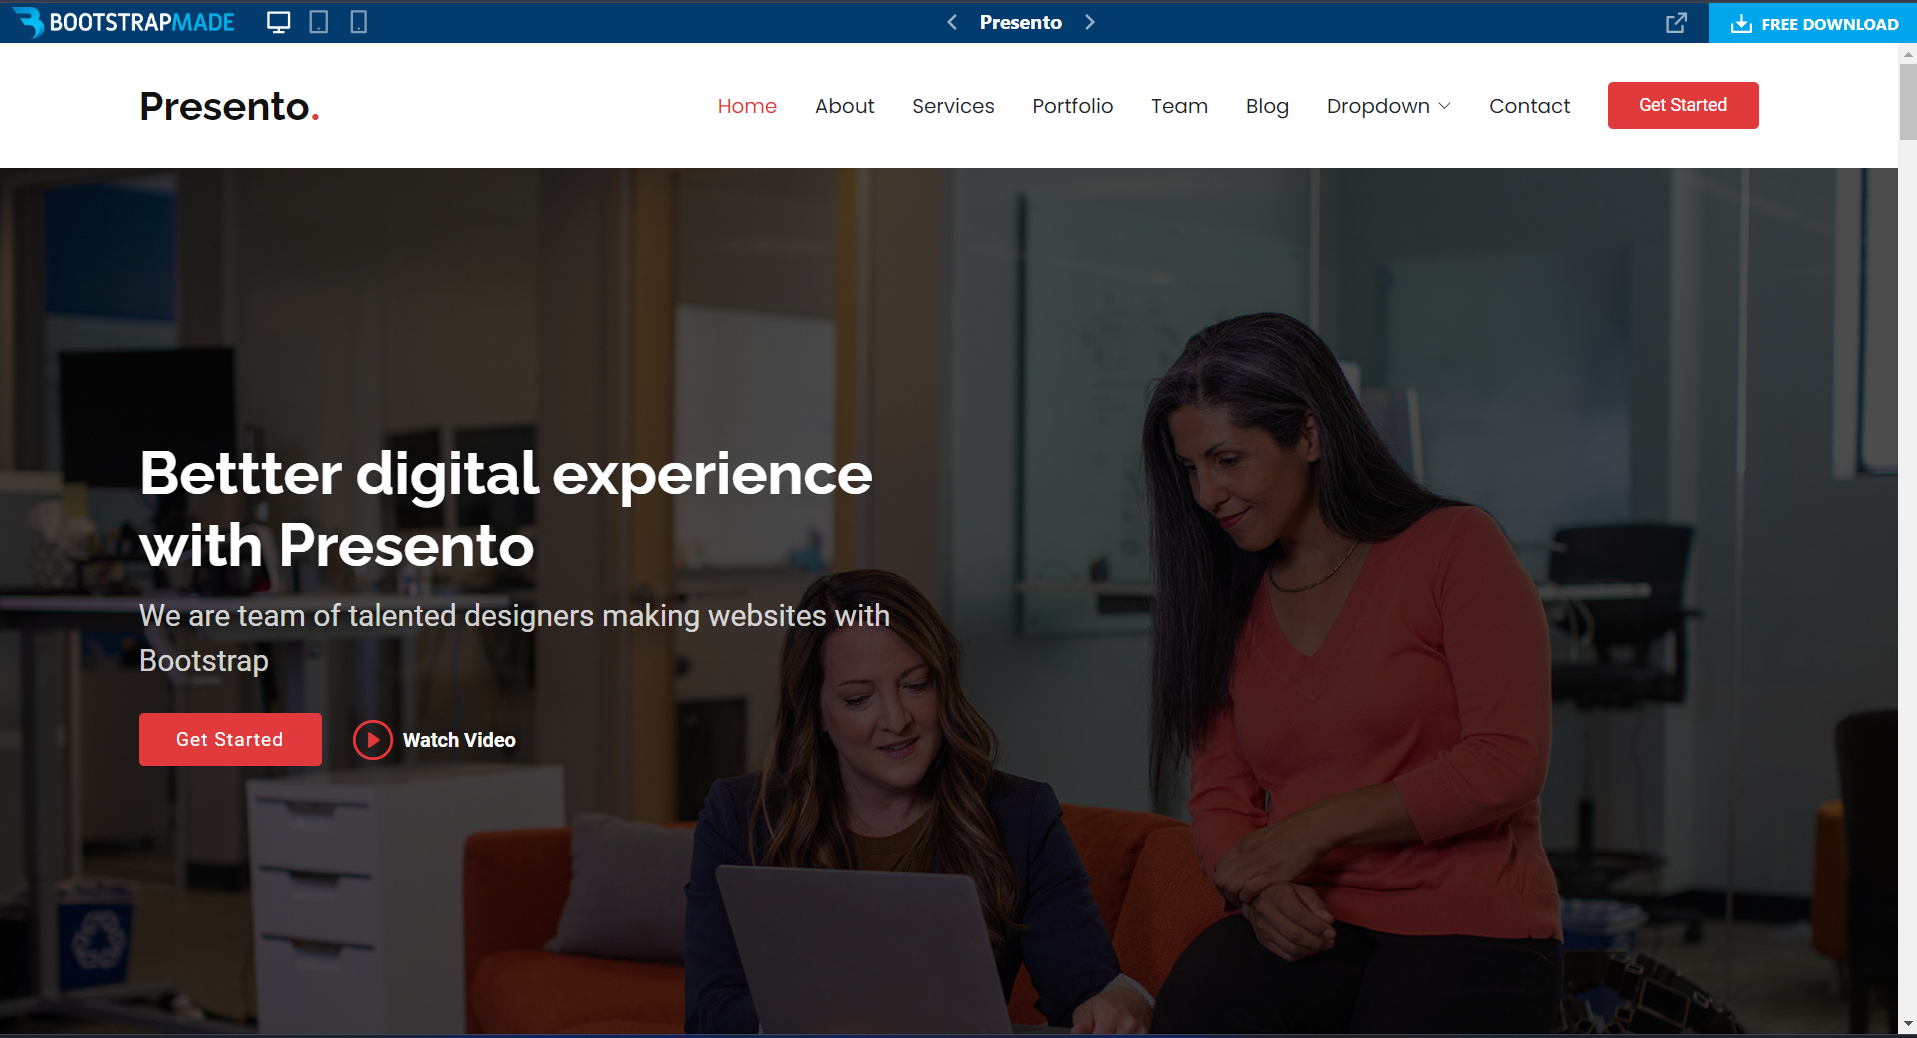 BOOTSTRAPMADE
Presento
FREE DOWNLOAD
Presento.
Home About Services Portfolio Team Blog Dropdown Contact Get Started
Bettter digital experience
with Presento
We are team of talented designers making websites with
Bootstrap
Get Started
Watch Video